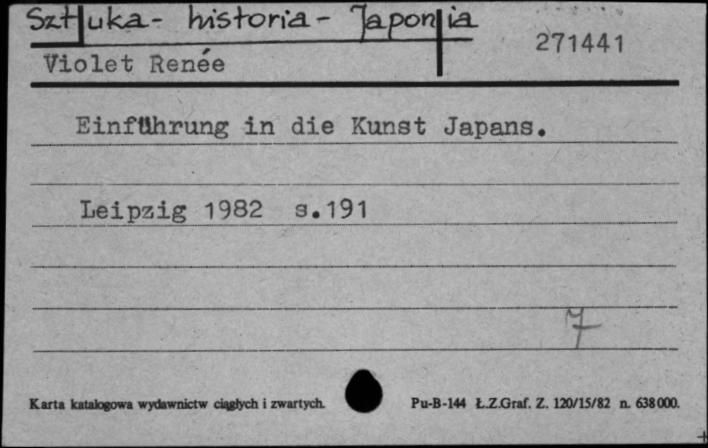 Sztuka - historia - Japonia
271441
Violet Renée
Einführung in die Kunst Japans.
Leipzig 1982 s.191
7
Karta katalogowa wydawnictw ciągłych i zwartych. Pu-B-144 Ł.Z.Graf. Z. 120/15/82 n. 638000.